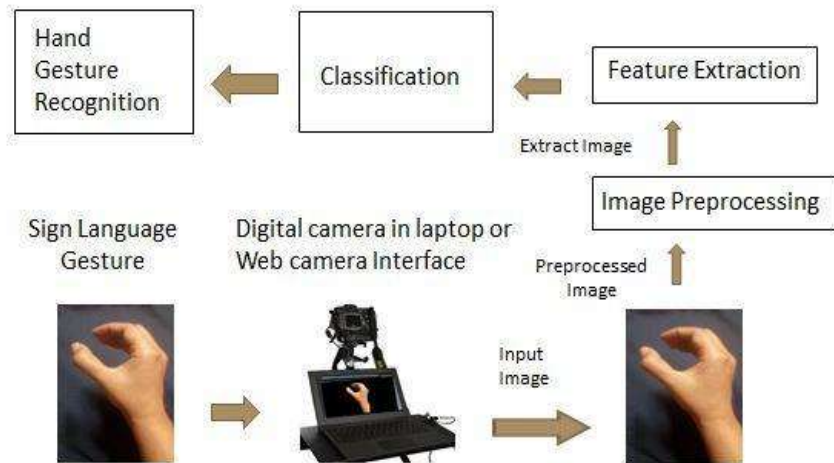 Hand
Gesture
Recognition
Classification
Feature Extraction
Extract Image
Image Preprocessing
Sign Language
Gesture
Digital camera in laptop or
Web camera Interface
Preprocessed
Image
Input
Image